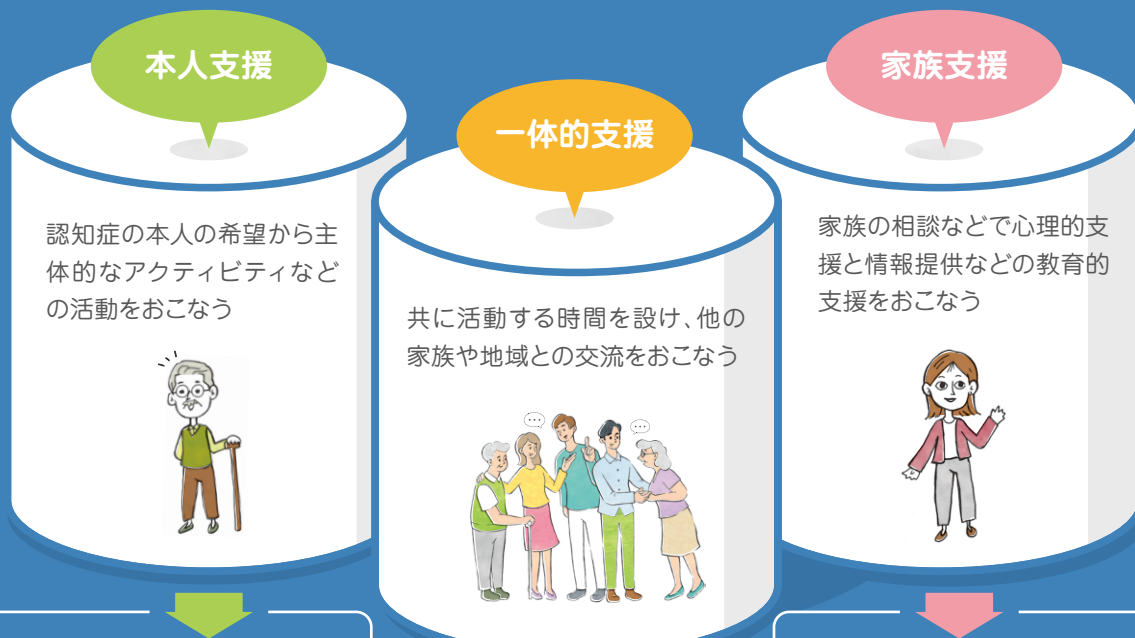 本人支援
認知症の本人の希望から主
体的なアクティビティなど
の活動をおこなう
一体的支援
共に活動する時間を設け、他の
家族や地域との交流をおこなう
家族支援
家族の相談などで心理的支
援と情報提供などの教育的
支援をおこなう